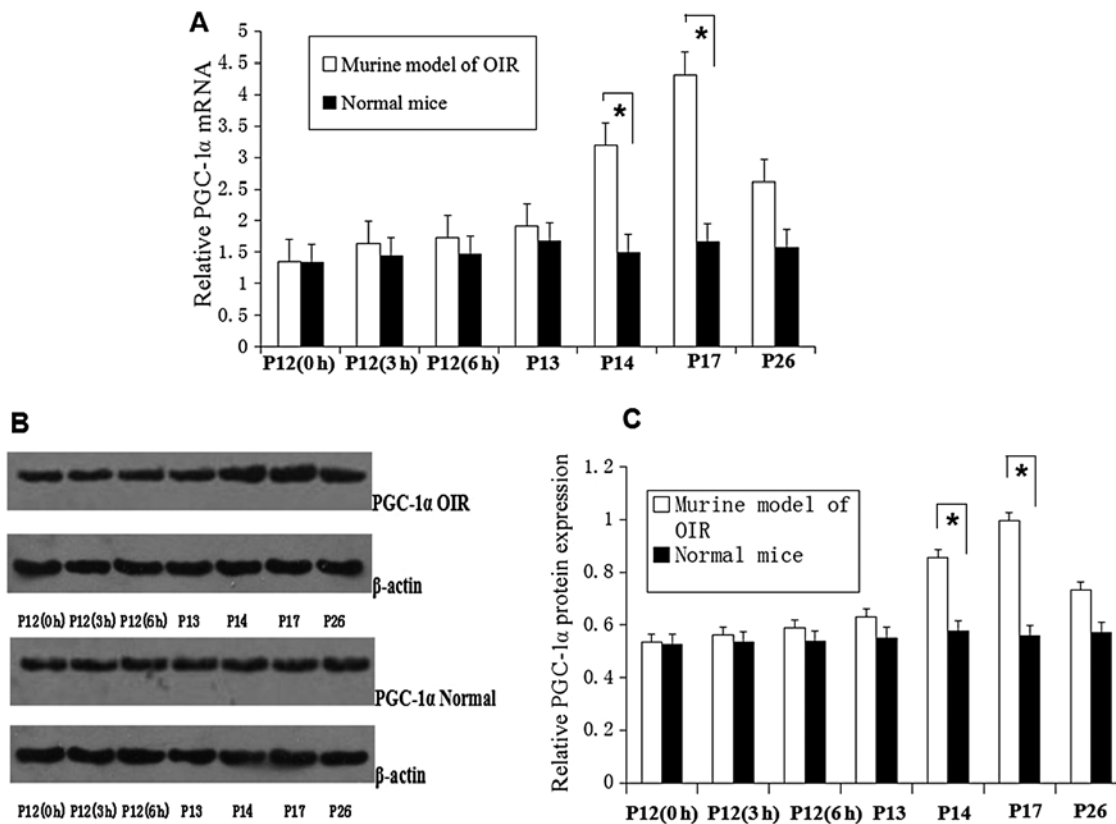 A
Relative PGC-1α mRNA
5
4.5
4
3.5
3
2.5
2
1.5
1
0.5
0
Murine model of OIR
Normal mice
*
*
P12(0 h) P12(3 h) P12(6 h) P13 P14 P17 P26
B
PGC-1α OIR
β-actin
P12(0h) P12(3h) P12(6h) P13 P14 P17 P26
PGC-1α Normal
β-actin
P12(0h) P12(3h) P12(6h) P13 P14 P17 P26
C
Relative PGC-1α protein expression
1.2
1
0.8
0.6
0.4
0.2
0
Murine model of
OIR
Normal mice
*
*
P12(0h) P12(3h) P12(6h) P13 P14 P17 P26